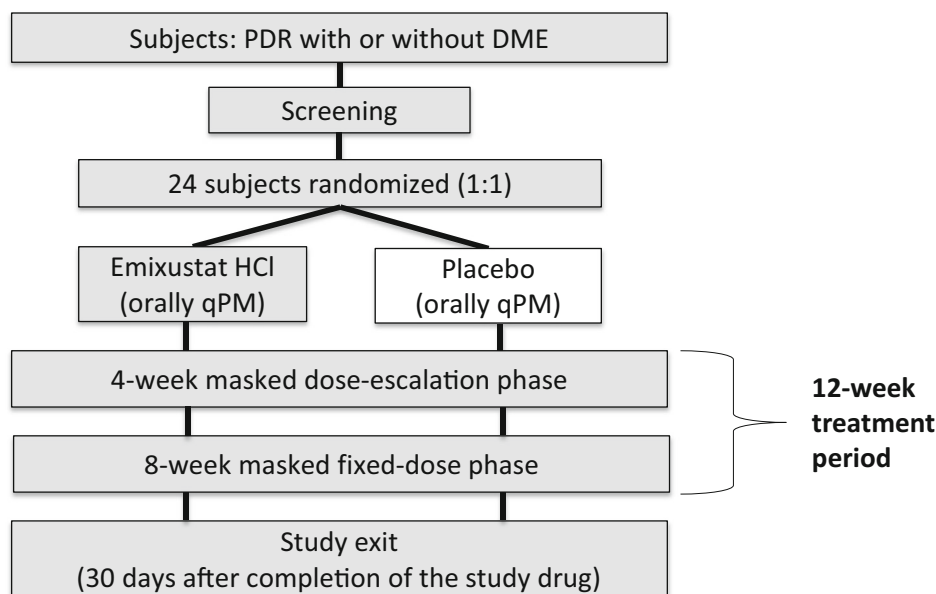 Subjects: PDR with or without DME
Screening
24 subjects randomized (1:1)
Emixustat HCl
(orally qPM)
Placebo
(orally qPM)
4-week masked dose-escalation phase
8-week masked fixed-dose phase
12-week
treatment
period
Study exit
(30 days after completion of the study drug)